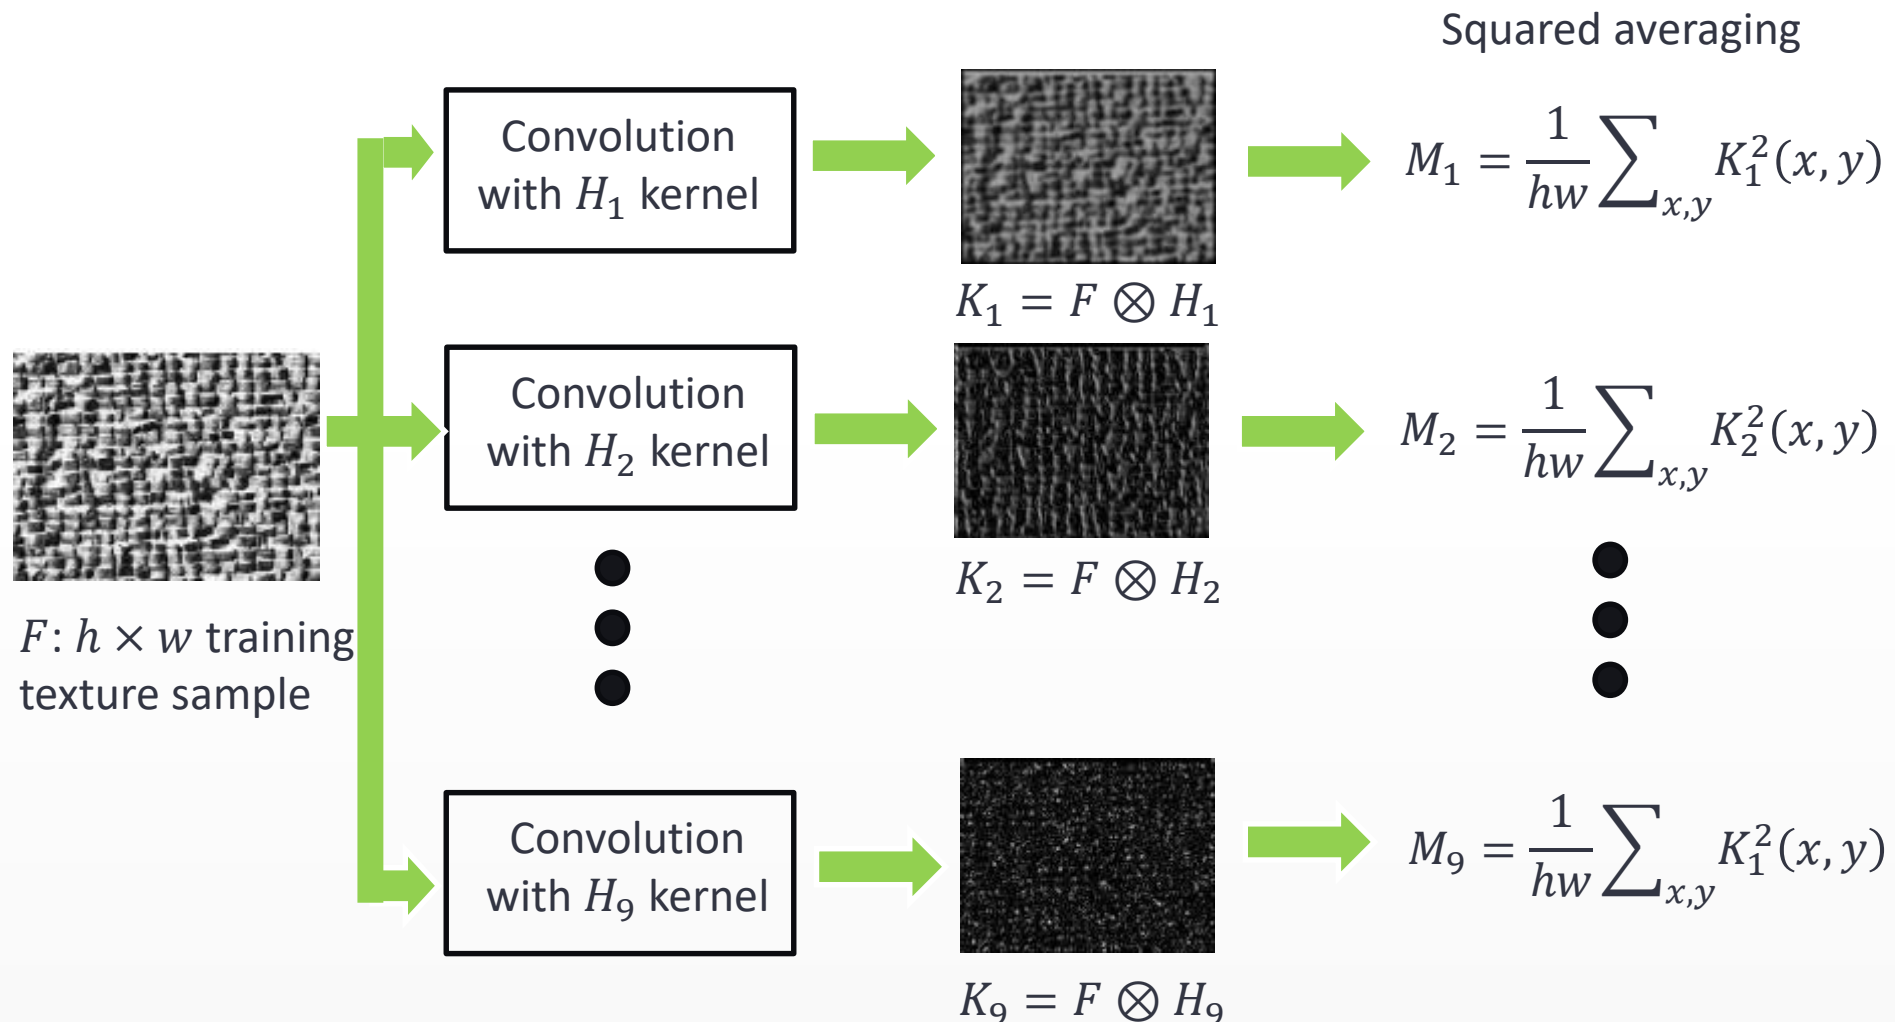 Squared averaging
Convolution
with H₁ kernel
K₁ = F ⊗ H₁
M₁ = 1/hw ∑x,y K₁²(x, y)
Convolution
with H₂ kernel
K₂ = F ⊗ H₂
M₂ = 1/hw ∑x,y K₂²(x, y)
F: h × w training
texture sample
Convolution
with H₉ kernel
K₉ = F ⊗ H₉
M₉ = 1/hw ∑x,y K₁²(x, y)